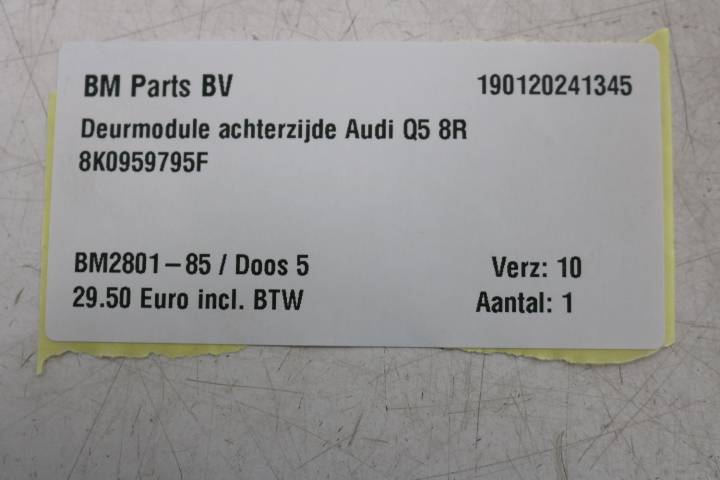 BM Parts BV 190120241345
Deurmodule achterzijde Audi Q5 8R
8K0959795F
BM2801-85 / Doos 5 Verz: 10
29.50 Euro incl. BTW Aantal: 1